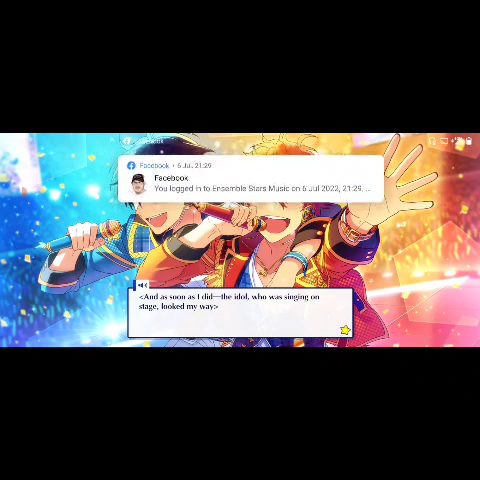 Facebook • 6 Jul, 21:29
Facebook
You logged in to Ensemble Stars Music on 6 Jul 2022, 21:29, ...
<And as soon as I did—the idol, who was singing on
stage, looked my way>